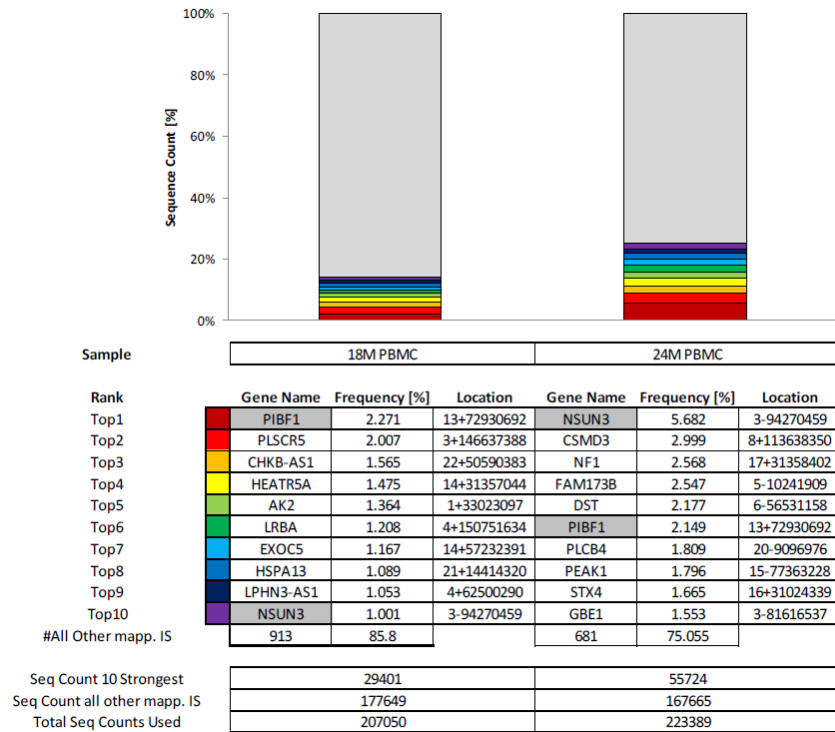 100%
80%
60%
40%
20%
0%
Sequence Count [%]
Sample 18M PBMC 24M PBMC
Rank Gene Name Frequency [%] Location Gene Name Frequency [%] Location
Top1 PIBF1 2.271 13+72930692 NSUN3 5.682 3-94270459
Top2 PLSCR5 2.007 3+146637388 CSMD3 2.999 8+113638350
Top3 CHKB-AS1 1.565 22+50590383 NF1 2.568 17+31358402
Top4 HEATR5A 1.475 14+31357044 FAM173B 2.547 5-10241909
Top5 AK2 1.364 1+33023097 DST 2.177 6-56531158
Top6 LRBA 1.208 4+150751634 PIBF1 2.149 13+72930692
Top7 EXOC5 1.167 14+57232391 PLCB4 1.809 20-9096976
Top8 HSPA13 1.089 21+14414320 PEAK1 1.796 15-77363228
Top9 LPHN3-AS1 1.053 4+62500290 STX4 1.665 16+31024339
Top10 NSUN3 1.001 3-94270459 GBE1 1.553 3-81616537
#All Other mapp. IS 913 85.8 681 75.055
Seq Count 10 Strongest 29401 55724
Seq Count all other mapp. IS 177649 167665
Total Seq Counts Used 207050 223389